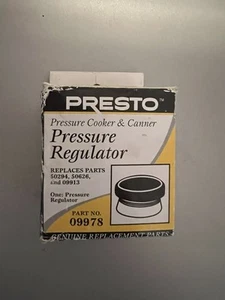 PRESTO™
Pressure Cooker & Canner
Pressure
Regulator
REPLACES PARTS
50294, 50626,
and 09913
One: Pressure
Regulator
PART NO.
09978
GENUINE REPLACEMENT PARTS